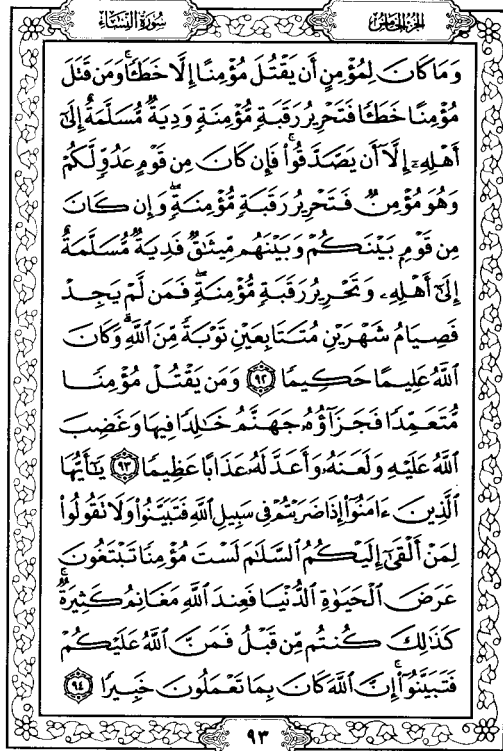 الجزء الخامس
سورة النساء
وَمَا كَانَ لِمُؤْمِنٍ أَن يَقْتُلَ مُؤْمِنًا إِلَّا خَطَـًٔا ۚ وَمَن قَتَلَ
مُؤْمِنًا خَطَـًٔا فَتَحْرِيرُ رَقَبَةٍ مُّؤْمِنَةٍ وَدِيَةٌ مُّسَلَّمَةٌ إِلَىٰٓ
أَهْلِهِۦٓ إِلَّآ أَن يَصَّدَّقُوا۟ ۚ فَإِن كَانَ مِن قَوْمٍ عَدُوٍّ لَّكُمْ
وَهُوَ مُؤْمِنٌ فَتَحْرِيرُ رَقَبَةٍ مُّؤْمِنَةٍ ۖ وَإِن كَانَ
مِن قَوْمٍۭ بَيْنَكُمْ وَبَيْنَهُم مِّيثَـٰقٌ فَدِيَةٌ مُّسَلَّمَةٌ
إِلَىٰٓ أَهْلِهِۦ وَتَحْرِيرُ رَقَبَةٍ مُّؤْمِنَةٍ ۖ فَمَن لَّمْ يَجِدْ
فَصِيَامُ شَهْرَيْنِ مُتَتَابِعَيْنِ تَوْبَةً مِّنَ ٱللَّهِ ۗ وَكَانَ
ٱللَّهُ عَلِيمًا حَكِيمًا ٩٢ وَمَن يَقْتُلْ مُؤْمِنًا
مُّتَعَمِّدًا فَجَزَآؤُهُۥ جَهَنَّمُ خَـٰلِدًا فِيهَا وَغَضِبَ
ٱللَّهُ عَلَيْهِ وَلَعَنَهُۥ وَأَعَدَّ لَهُۥ عَذَابًا عَظِيمًا ٩٣ يَـٰٓأَيُّهَا
ٱلَّذِينَ ءَامَنُوٓا۟ إِذَا ضَرَبْتُمْ فِى سَبِيلِ ٱللَّهِ فَتَبَيَّنُوا۟ وَلَا تَقُولُوا۟
لِمَنْ أَلْقَىٰٓ إِلَيْكُمُ ٱلسَّلَـٰمَ لَسْتَ مُؤْمِنًا تَبْتَغُونَ
عَرَضَ ٱلْحَيَوٰةِ ٱلدُّنْيَا فَعِندَ ٱللَّهِ مَغَانِمُ كَثِيرَةٌ ۚ
كَذَٰلِكَ كُنتُم مِّن قَبْلُ فَمَنَّ ٱللَّهُ عَلَيْكُمْ
فَتَبَيَّنُوٓا۟ ۚ إِنَّ ٱللَّهَ كَانَ بِمَا تَعْمَلُونَ خَبِيرًا ٩٤
٩٣